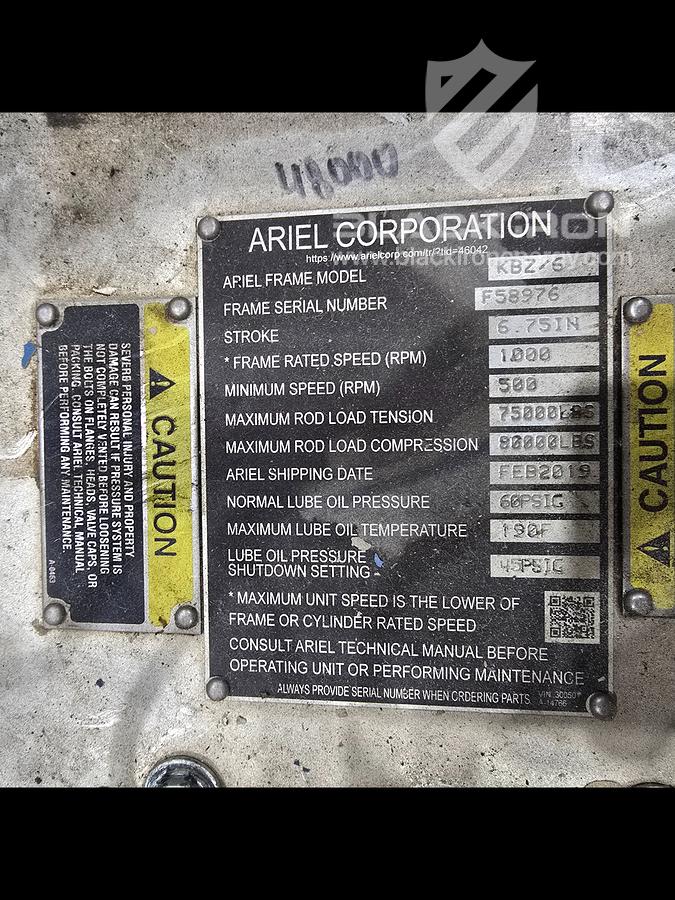 48000
ARIEL CORPORATION
https://www.arielcorp.com/tr/?tid=46042
ARIEL FRAME MODEL KBZ/6
FRAME SERIAL NUMBER F58976
STROKE 6.75IN
* FRAME RATED SPEED (RPM) 1000
MINIMUM SPEED (RPM) 500
MAXIMUM ROD LOAD TENSION 75000LBS
MAXIMUM ROD LOAD COMPRESSION 80000LBS
ARIEL SHIPPING DATE FEB2019
NORMAL LUBE OIL PRESSURE 60PSIG
MAXIMUM LUBE OIL TEMPERATURE 190F
LUBE OIL PRESSURE
SHUTDOWN SETTING 45PSIG
* MAXIMUM UNIT SPEED IS THE LOWER OF
FRAME OR CYLINDER RATED SPEED
CONSULT ARIEL TECHNICAL MANUAL BEFORE
OPERATING UNIT OR PERFORMING MAINTENANCE
ALWAYS PROVIDE SERIAL NUMBER WHEN ORDERING PARTS
A-14766
CAUTION
SEVERE PERSONAL INJURY AND PROPERTY
DAMAGE CAN RESULT IF PRESSURE SYSTEM IS
NOT COMPLETELY VENTED BEFORE LOOSENING
THE BOLTS ON FLANGES, HEADS, VALVE CAPS, OR
PACKING. CONSULT ARIEL TECHNICAL MANUAL
BEFORE PERFORMING ANY MAINTENANCE.
A-0463
CAUTION